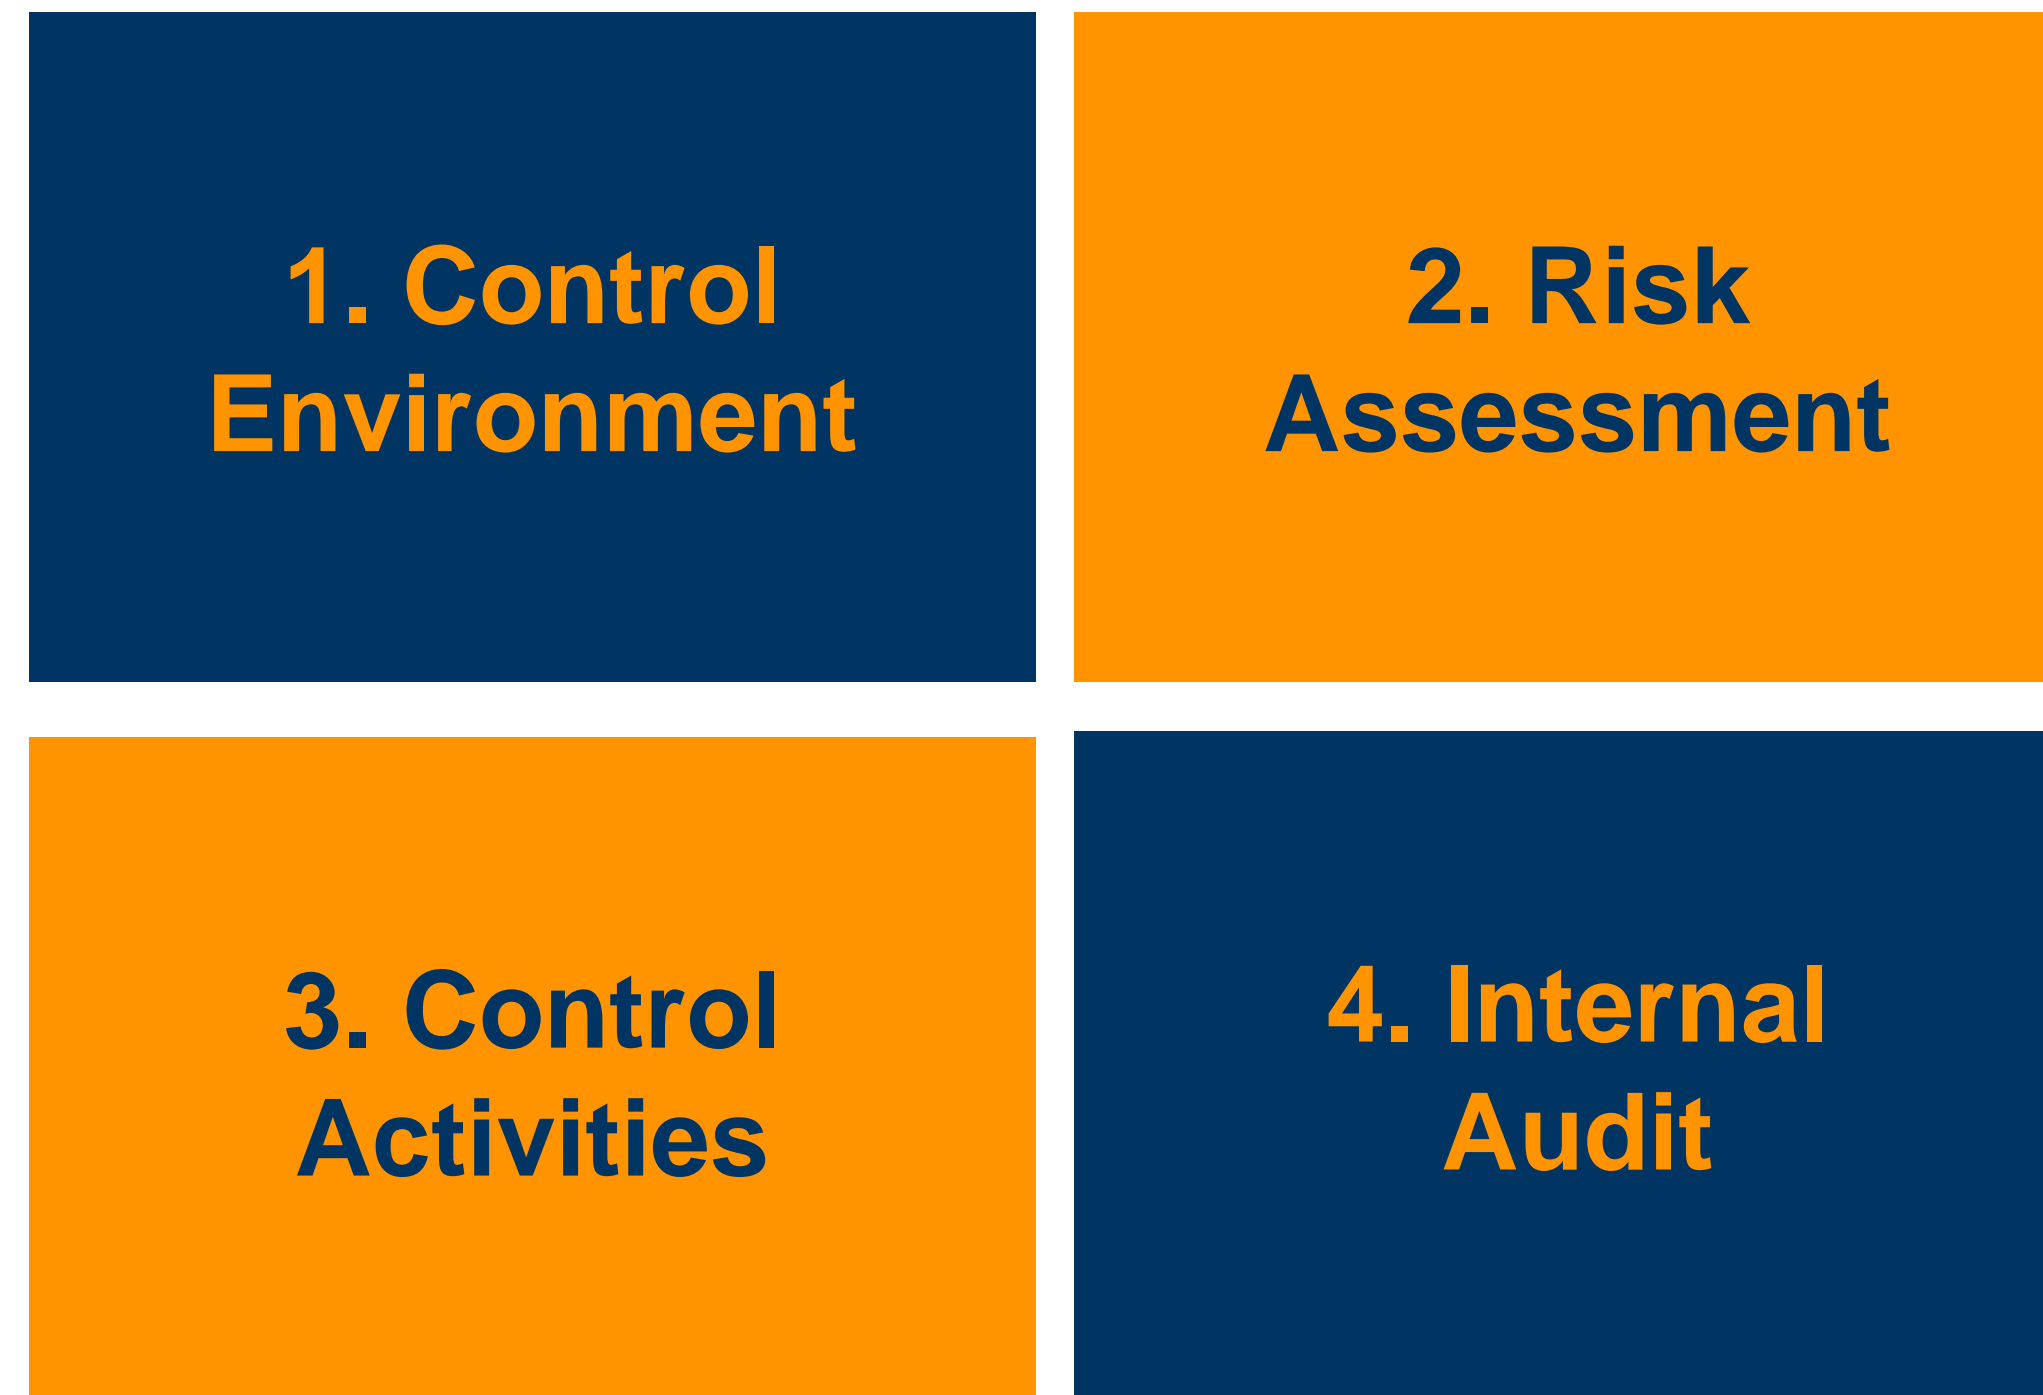 1. Control
Environment
2. Risk
Assessment
3. Control
Activities
4. Internal
Audit